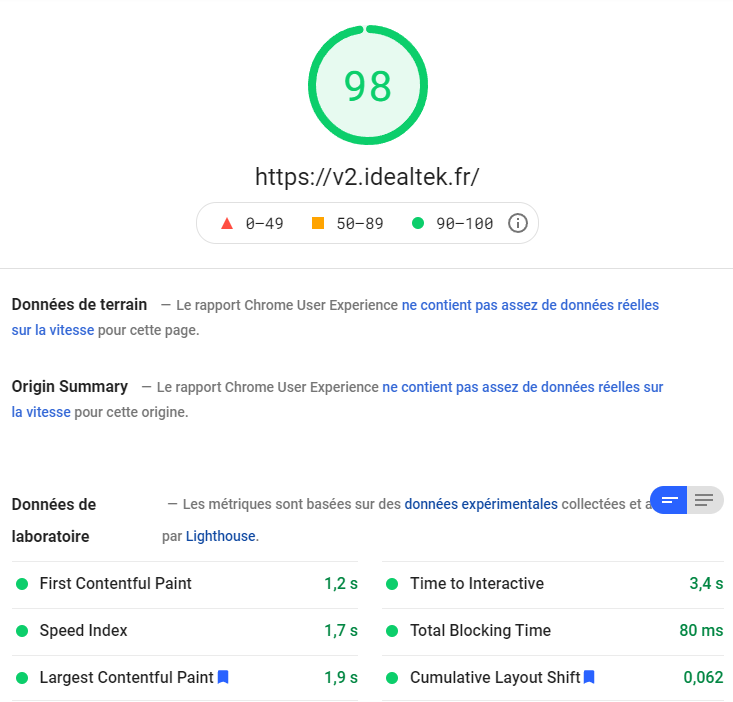 98
https://v2.idealtek.fr/
0–49 50–89 90–100
Données de terrain — Le rapport Chrome User Experience ne contient pas assez de données réelles
sur la vitesse pour cette page.
Origin Summary — Le rapport Chrome User Experience ne contient pas assez de données réelles sur
la vitesse pour cette origine.
Données de — Les métriques sont basées sur des données expérimentales collectées et
laboratoire par Lighthouse.
First Contentful Paint 1,2 s Time to Interactive 3,4 s
Speed Index 1,7 s Total Blocking Time 80 ms
Largest Contentful Paint 1,9 s Cumulative Layout Shift 0,062